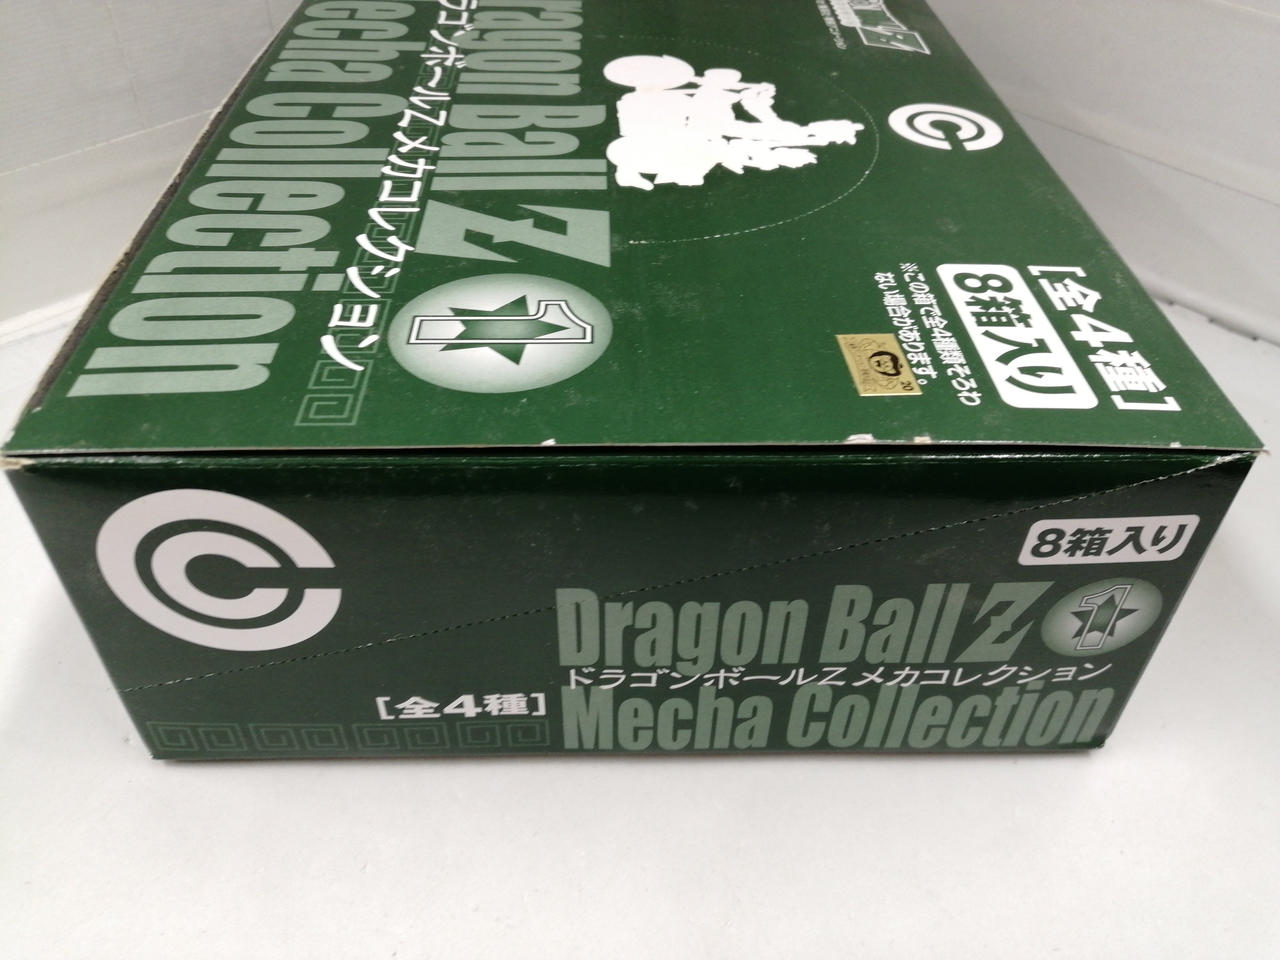 Dragon Ball Z 1
ドラゴンボールZ メカコレクション
Mecha Collection
[全4種]
8箱入り
※この箱で全4種類そろわ
ない場合があります。
8箱入り
Dragon Ball Z 1
ドラゴンボールZ メカコレクション
Mecha Collection
[全4種]